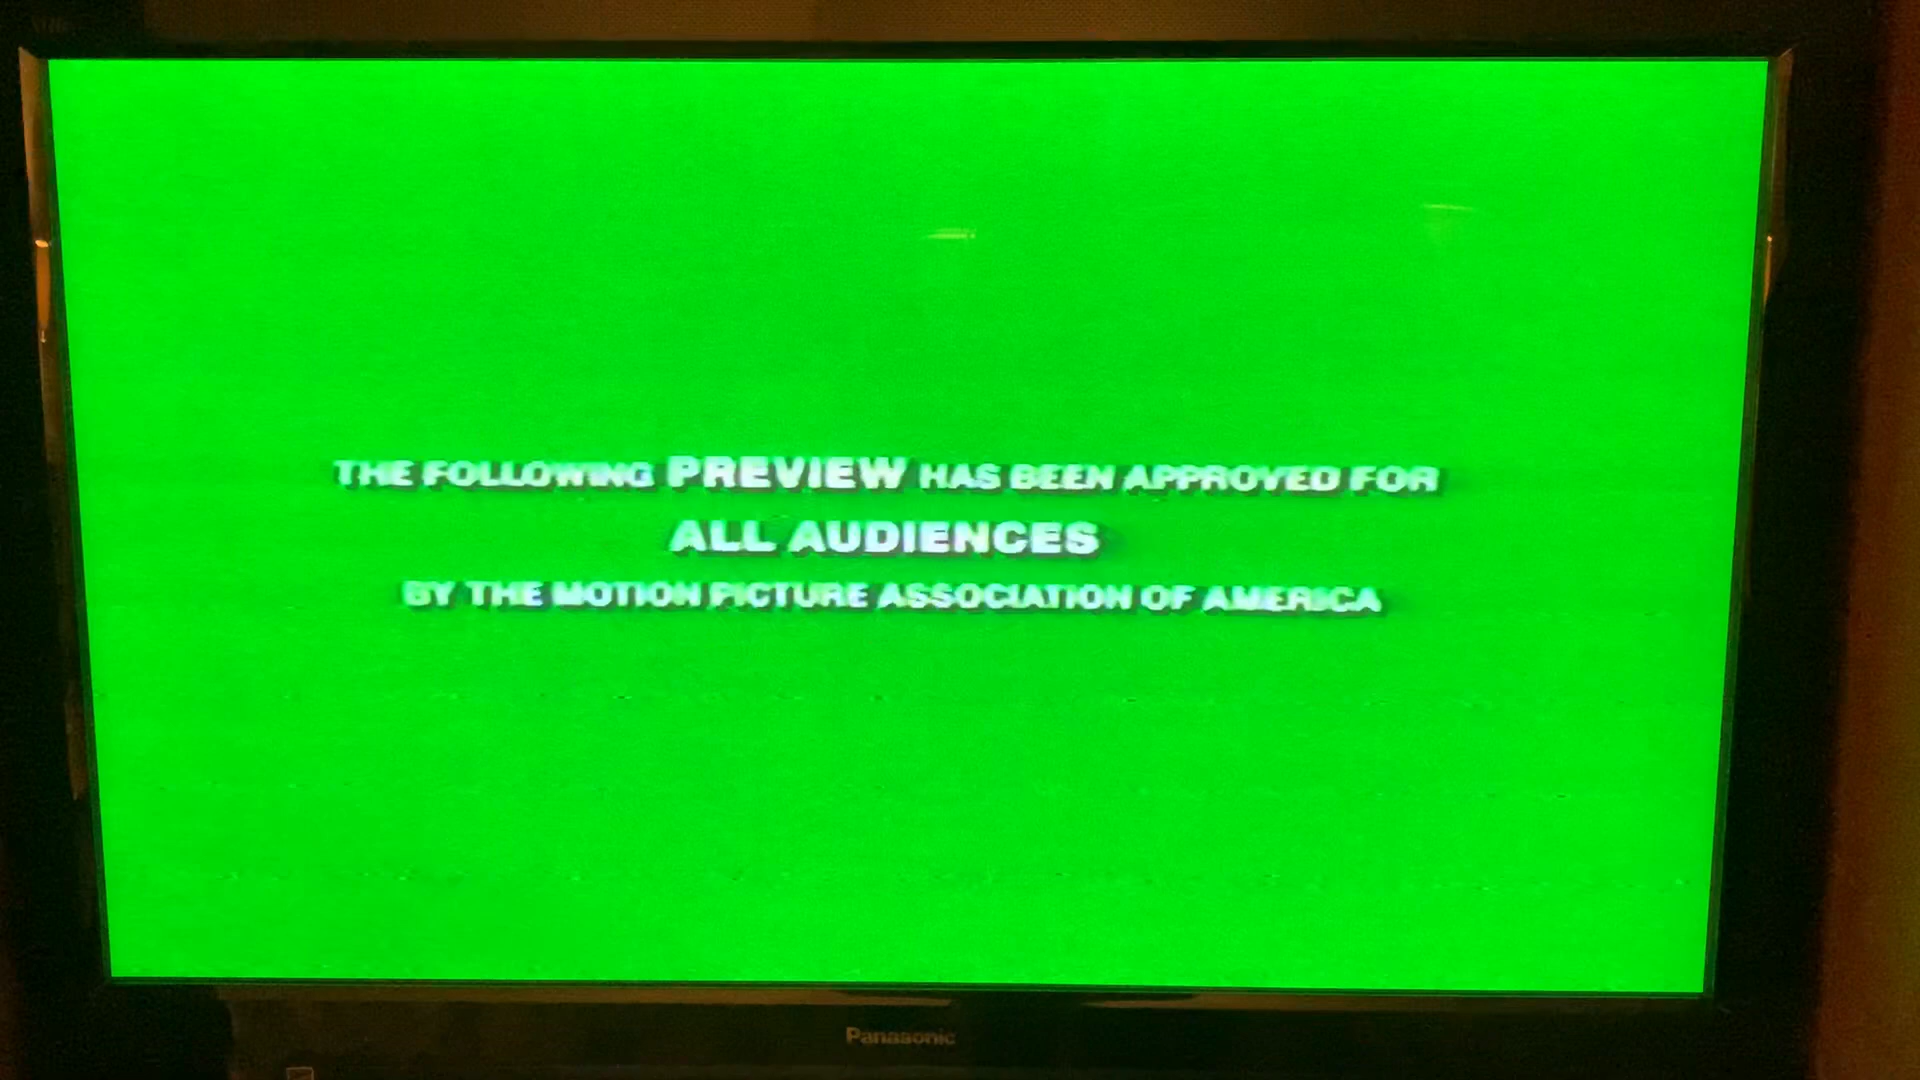 THE FOLLOWING PREVIEW HAS BEEN APPROVED FOR
ALL AUDIENCES
BY THE MOTION PICTURE ASSOCIATION OF AMERICA
Panasonic